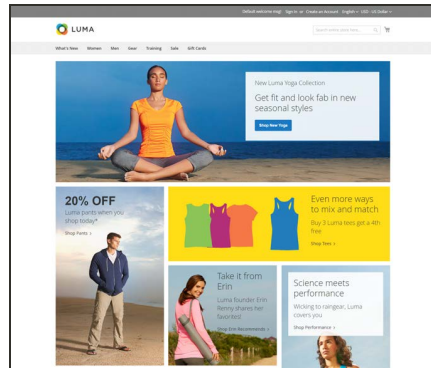 Default welcome msg! Sign In or Create an Account English USD - US Dollar
LUMA
Search entire store here...
What's New Women Men Gear Training Sale Gift Cards
New Luma Yoga Collection
Get fit and look fab in new
seasonal styles
Shop New Yoga
20% OFF
Luma pants when you
shop today*
Shop Pants >
Even more ways
to mix and match
Buy 3 Luma tees get a 4th
free
Shop Tees >
Take it from
Erin
Luma founder Erin
Renny shares her
favorites!
Shop Erin Recommends >
Science meets
performance
Wicking to raingear, Luma
covers you
Shop Performance >